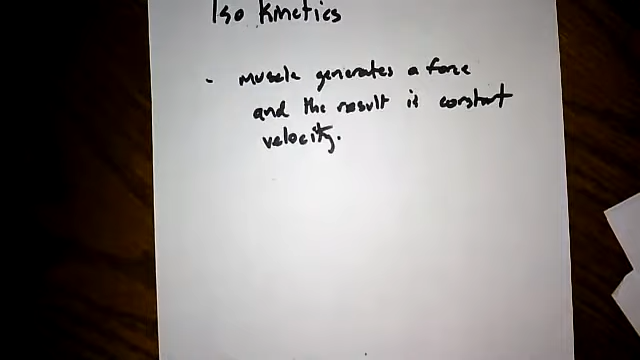 Iso Kinetics
- muscle generates a force
and the result is constant
velocity.